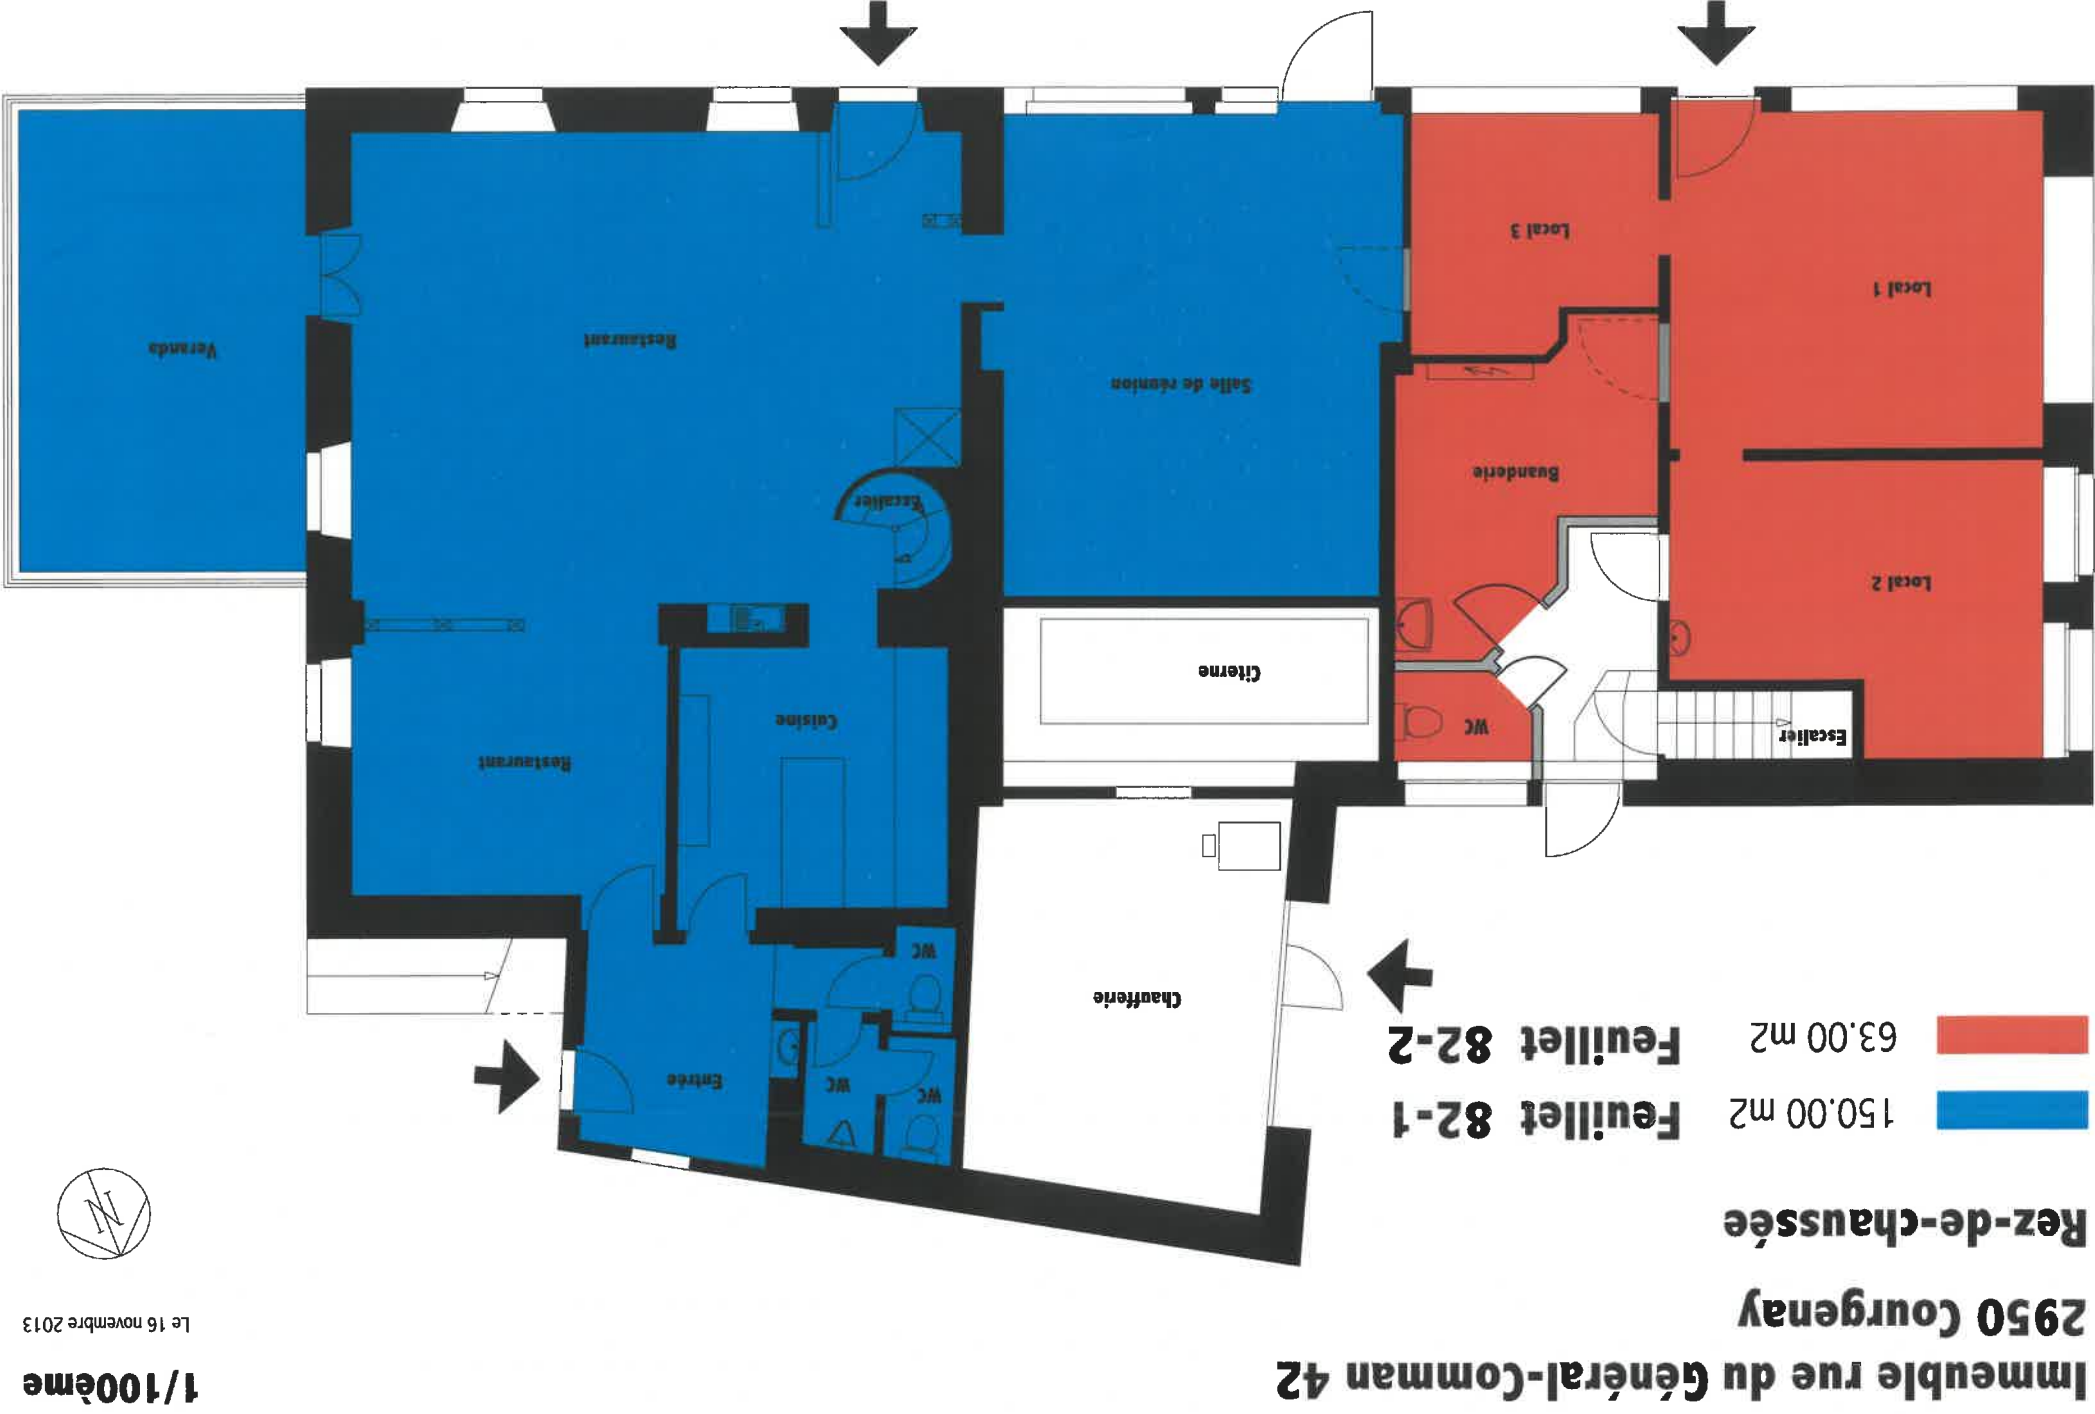 Immeuble rue du Général-Comman 42
1/100ème
2950 Courgenay
Le 16 novembre 2013
Rez-de-chaussée
150.00 m2 Feuillet 82-1
63.00 m2 Feuillet 82-2
N
WC
WC
Entrée
Chaufferie
WC
Escalier
WC
Citerne
Cuisine
Restaurant
Local 2
Buanderie
Escalier
Salle de réunion
Local 1
Local 3
Restaurant
Veranda